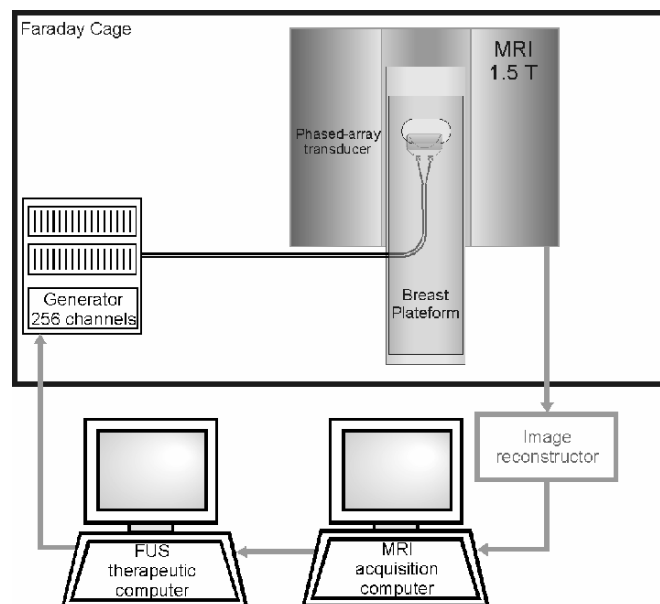 Faraday Cage
MRI
1.5 T
Phased-array
transducer
Generator
256 channels
Breast
Plateform
Image
reconstructor
FUS
therapeutic
computer
MRI
acquisition
computer